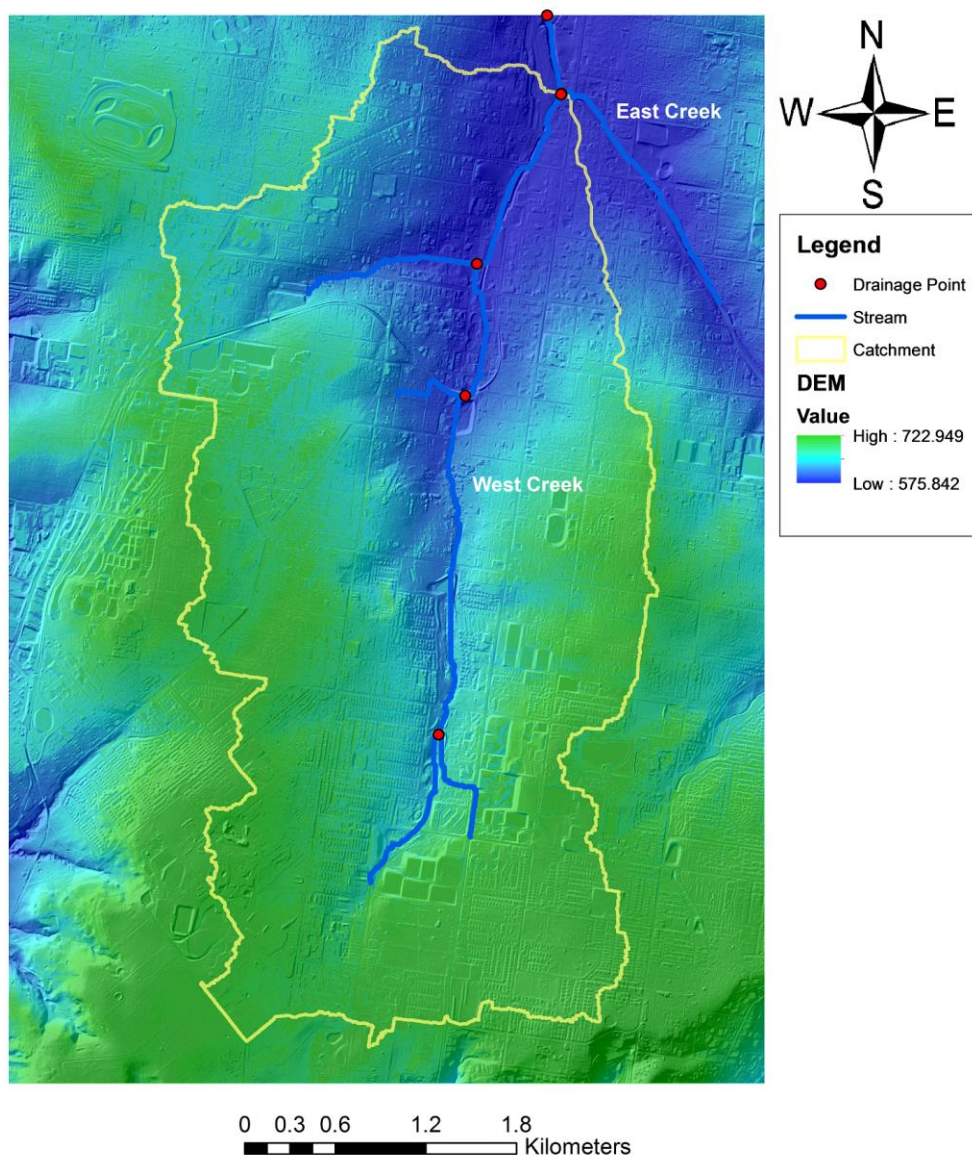 N
W E
S
East Creek
West Creek
Legend
Drainage Point
Stream
Catchment
DEM
Value
High : 722.949
Low : 575.842
0 0.3 0.6 1.2 1.8
Kilometers